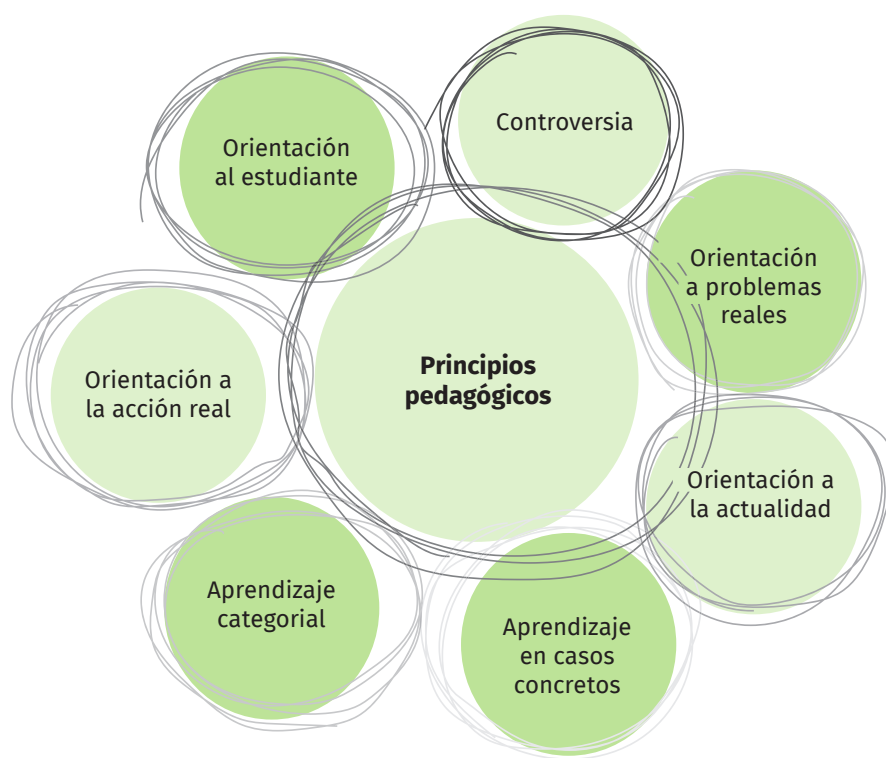 Controversia
Orientación
al estudiante
Orientación
a problemas
reales
Principios
pedagógicos
Orientación a
la acción real
Orientación a
la actualidad
Aprendizaje
categorial
Aprendizaje
en casos
concretos